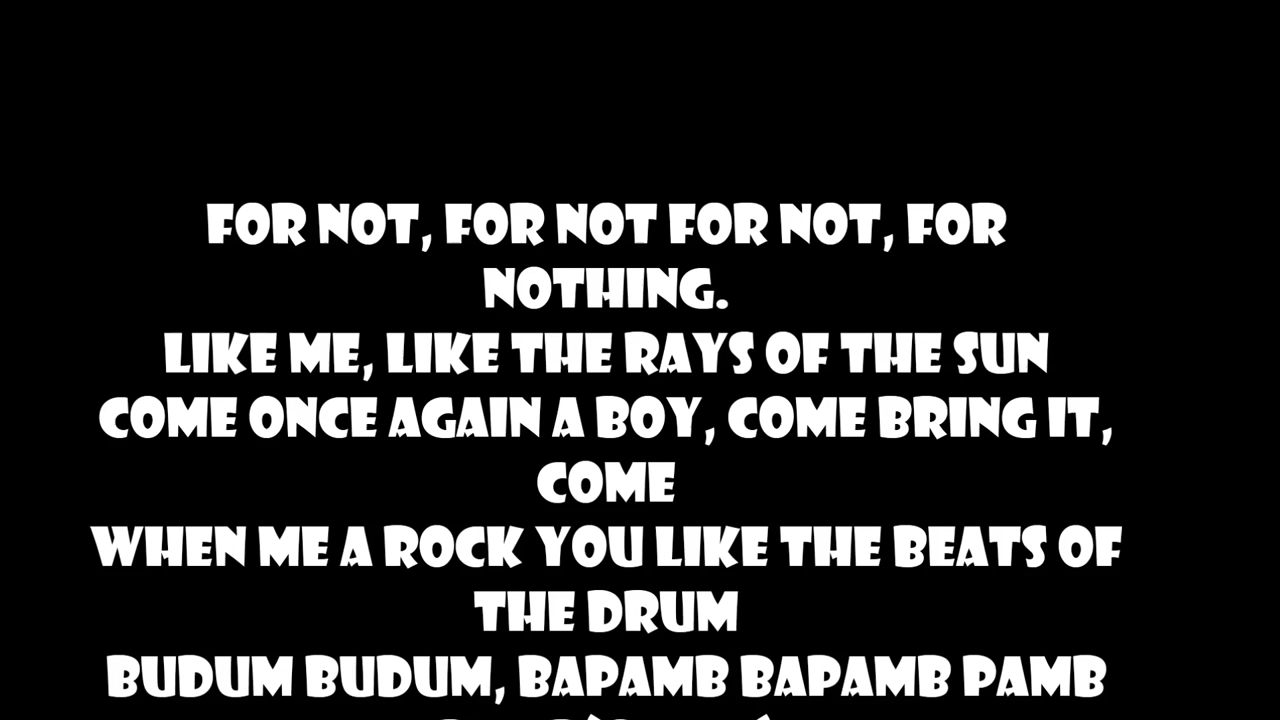 FOR NOT, FOR NOT FOR NOT, FOR
NOTHING.
LIKE ME, LIKE THE RAYS OF THE SUN
COME ONCE AGAIN A BOY, COME BRING IT,
COME
WHEN ME A ROCK YOU LIKE THE BEATS OF
THE DRUM
BUDUM BUDUM, BAPAMB BAPAMB PAMB